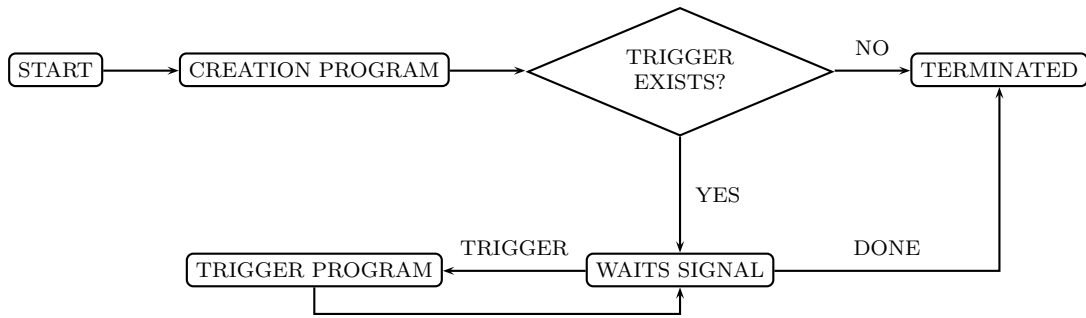 START
CREATION PROGRAM
TRIGGER
EXISTS?
NO
TERMINATED
YES
TRIGGER PROGRAM
TRIGGER
WAITS SIGNAL
DONE